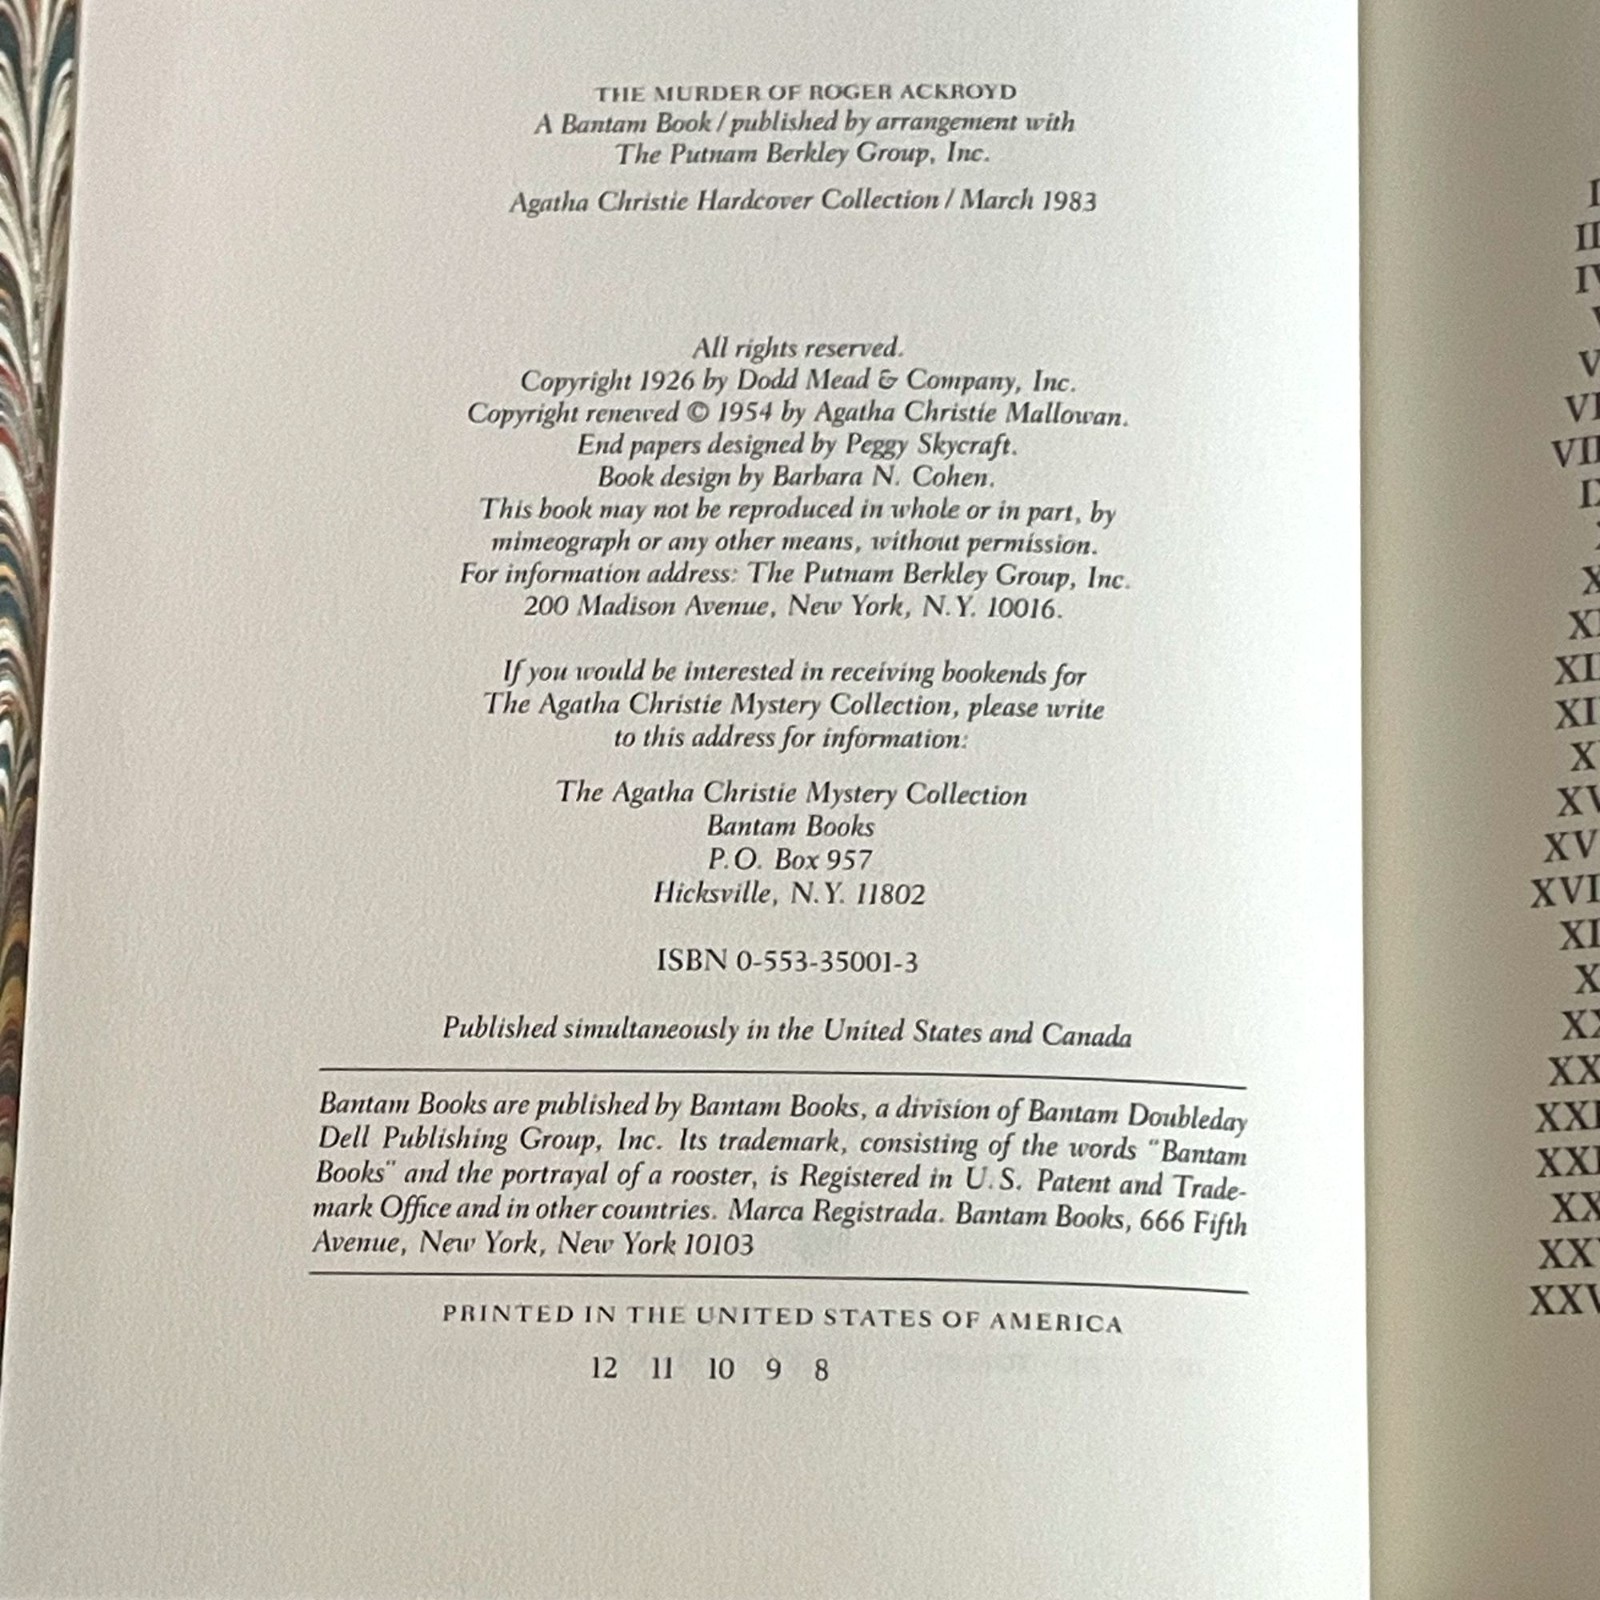 THE MURDER OF ROGER ACKROYD
A Bantam Book / published by arrangement with
The Putnam Berkley Group, Inc.
Agatha Christie Hardcover Collection / March 1983
All rights reserved.
Copyright 1926 by Dodd Mead & Company, Inc.
Copyright renewed © 1954 by Agatha Christie Mallowan.
End papers designed by Peggy Skycraft.
Book design by Barbara N. Cohen.
This book may not be reproduced in whole or in part, by
mimeograph or any other means, without permission.
For information address: The Putnam Berkley Group, Inc.
200 Madison Avenue, New York, N.Y. 10016.
If you would be interested in receiving bookends for
The Agatha Christie Mystery Collection, please write
to this address for information:
The Agatha Christie Mystery Collection
Bantam Books
P.O. Box 957
Hicksville, N.Y. 11802
ISBN 0-553-35001-3
Published simultaneously in the United States and Canada
Bantam Books are published by Bantam Books, a division of Bantam Doubleday
Dell Publishing Group, Inc. Its trademark, consisting of the words "Bantam
Books" and the portrayal of a rooster, is Registered in U.S. Patent and Trade-
mark Office and in other countries. Marca Registrada. Bantam Books, 666 Fifth
Avenue, New York, New York 10103
PRINTED IN THE UNITED STATES OF AMERICA
12 11 10 9 8